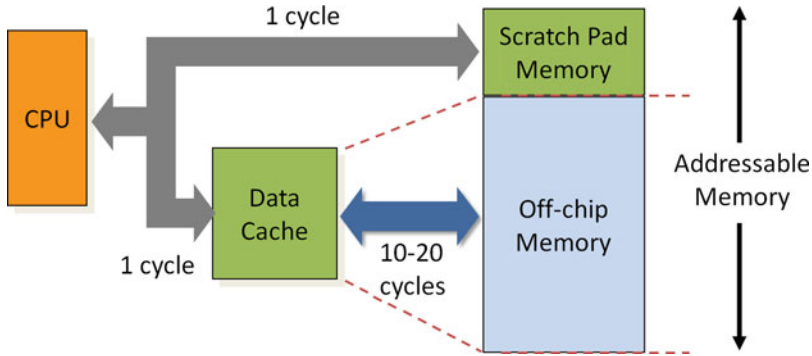 1 cycle
Scratch Pad
Memory
CPU
Addressable
Memory
Data
Cache
Off-chip
Memory
1 cycle
10-20
cycles